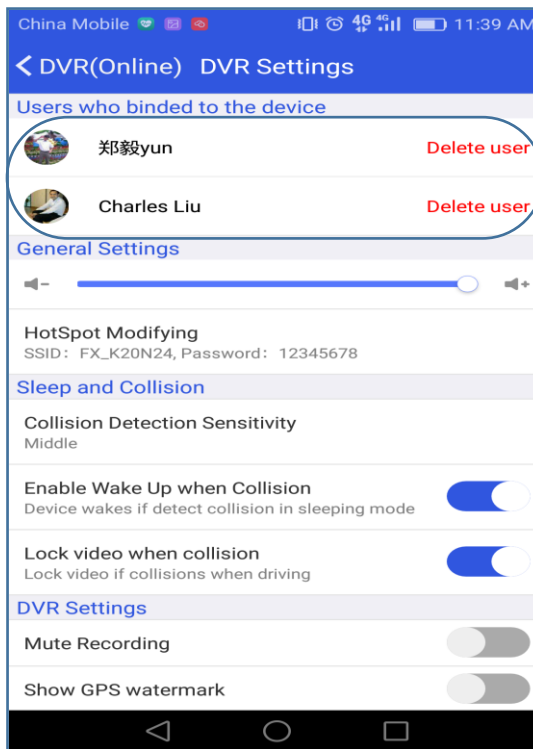 China Mobile 4G 4G 11:39 AM
DVR(Online) DVR Settings
Users who binded to the device
郑毅yun Delete user
Charles Liu Delete user
General Settings
HotSpot Modifying
SSID: FX_K20N24, Password: 12345678
Sleep and Collision
Collision Detection Sensitivity
Middle
Enable Wake Up when Collision
Device wakes if detect collision in sleeping mode
Lock video when collision
Lock video if collisions when driving
DVR Settings
Mute Recording
Show GPS watermark